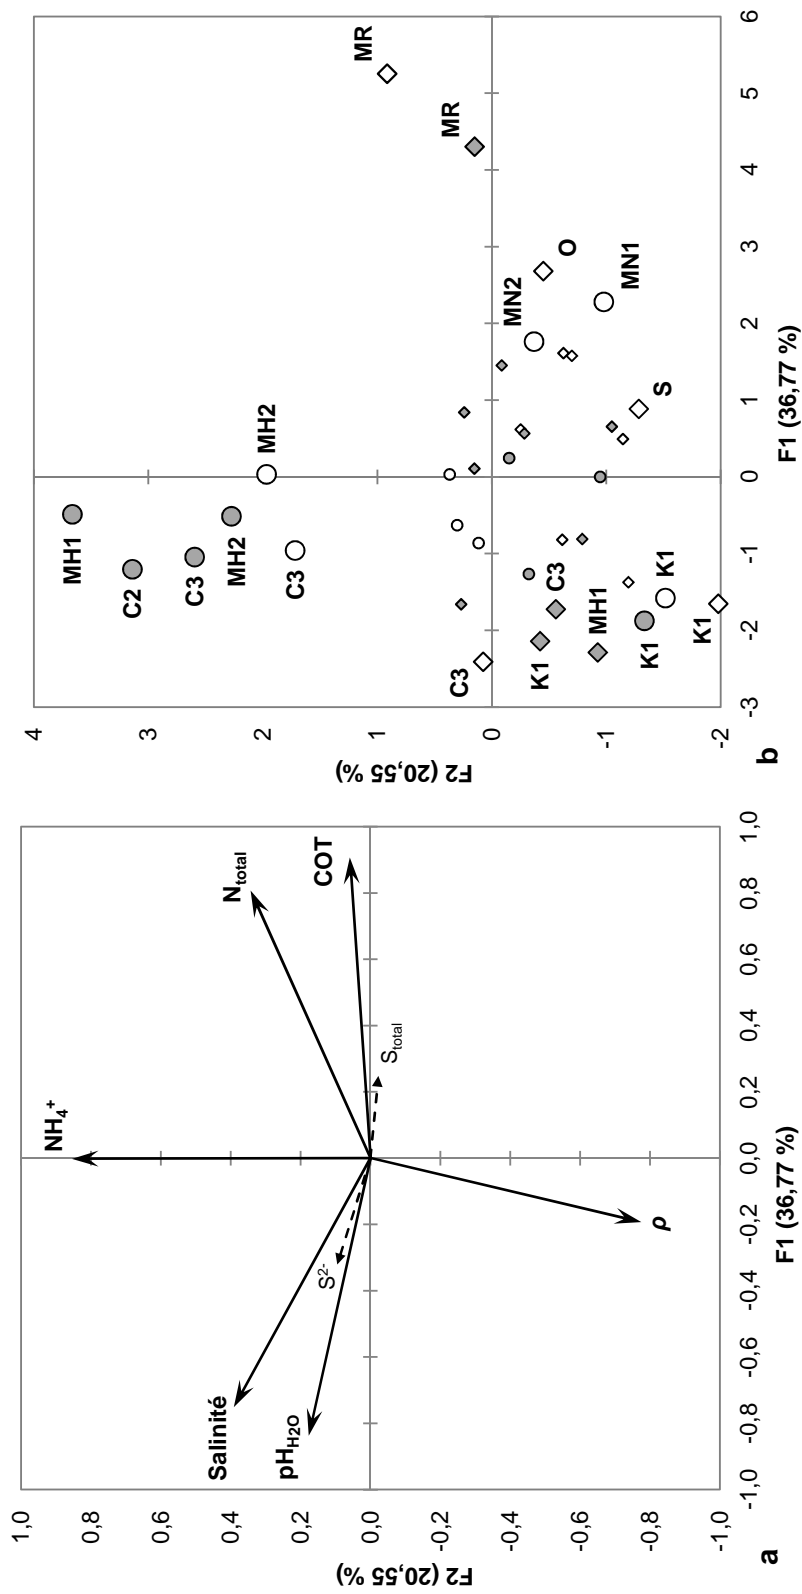 1,0
0,8
0,6
0,4
0,2
0,0
-0,2
-0,4
-0,6
-0,8
-1,0
F2 (20,55 %)
NH₄⁺
N_total
COT
S_total
Salinité
pH_H2O
S²⁻
ρ
-1,0
-0,8
-0,6
-0,4
-0,2
0,0
0,2
0,4
0,6
0,8
1,0
F1 (36,77 %)
a
4
3
2
1
0
-1
-2
F2 (20,55 %)
MH1
C2
C3
MH2
C3
MH2
MR
MR
C3
K1
C3
MH1
K1
K1
K1
MN2
O
MN1
S
-3
-2
-1
0
1
2
3
4
5
6
F1 (36,77 %)
b